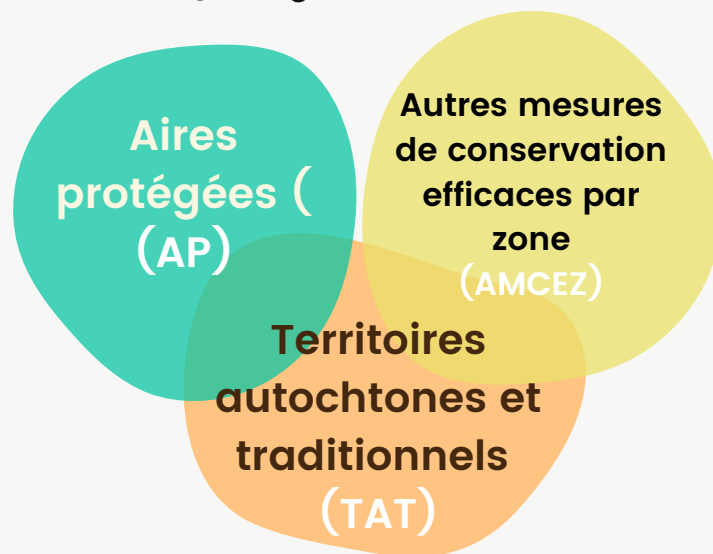 Aires
protégées (
(AP)
Autres mesures
de conservation
efficaces par
zone
(AMCEZ)
Territoires
autochtones et
traditionnels
(TAT)